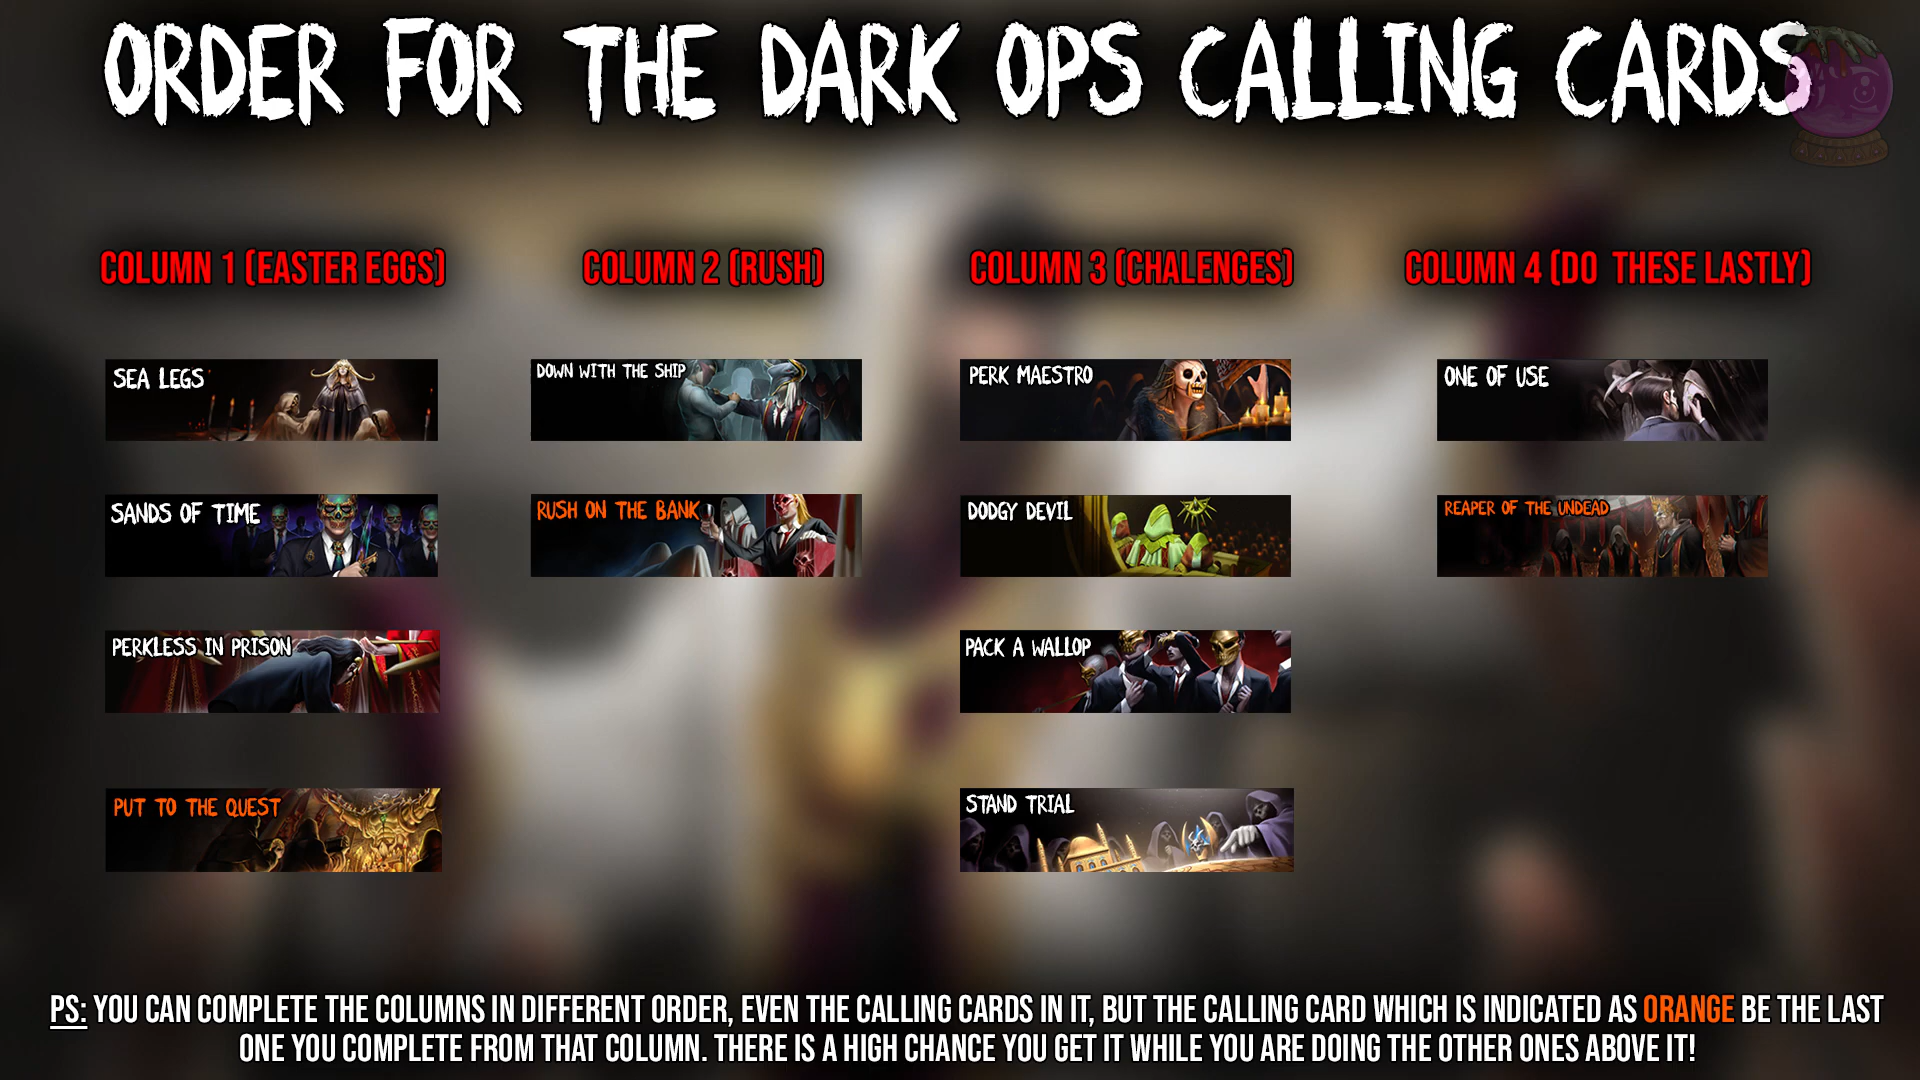 ORDER FOR THE DARK OPS CALLING CARDS
COLUMN 1 (EASTER EGGS)
SEA LEGS
SANDS OF TIME
PERKLESS IN PRISON
PUT TO THE QUEST
COLUMN 2 (RUSH)
DOWN WITH THE SHIP
RUSH ON THE BANK
COLUMN 3 (CHALENGES)
PERK MAESTRO
DODGY DEVIL
PACK A WALLOP
STAND TRIAL
COLUMN 4 (DO THESE LASTLY)
ONE OF USE
REAPER OF THE UNDEAD
PS: YOU CAN COMPLETE THE COLUMNS IN DIFFERENT ORDER, EVEN THE CALLING CARDS IN IT, BUT THE CALLING CARD WHICH IS INDICATED AS ORANGE BE THE LAST
ONE YOU COMPLETE FROM THAT COLUMN. THERE IS A HIGH CHANCE YOU GET IT WHILE YOU ARE DOING THE OTHER ONES ABOVE IT!